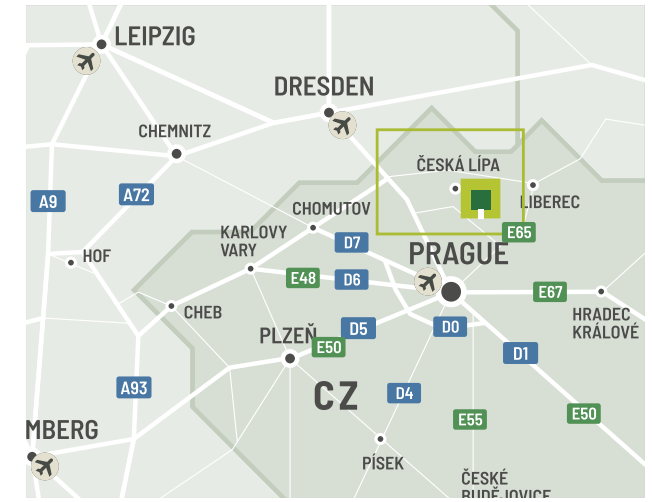 LEIPZIG
DRESDEN
CHEMNITZ
ČESKÁ LÍPA
A9
A72
LIBEREC
CHOMUTOV
E65
KARLOVY
VARY
D7
PRAGUE
HOF
E48
D6
E67
CHEB
HRADEC
KRÁLOVÉ
PLZEŇ
D5
D0
E50
D1
A93
CZ
D4
E55
E50
MBERG
PÍSEK
ČESKÉ
BUDĚJOVICE